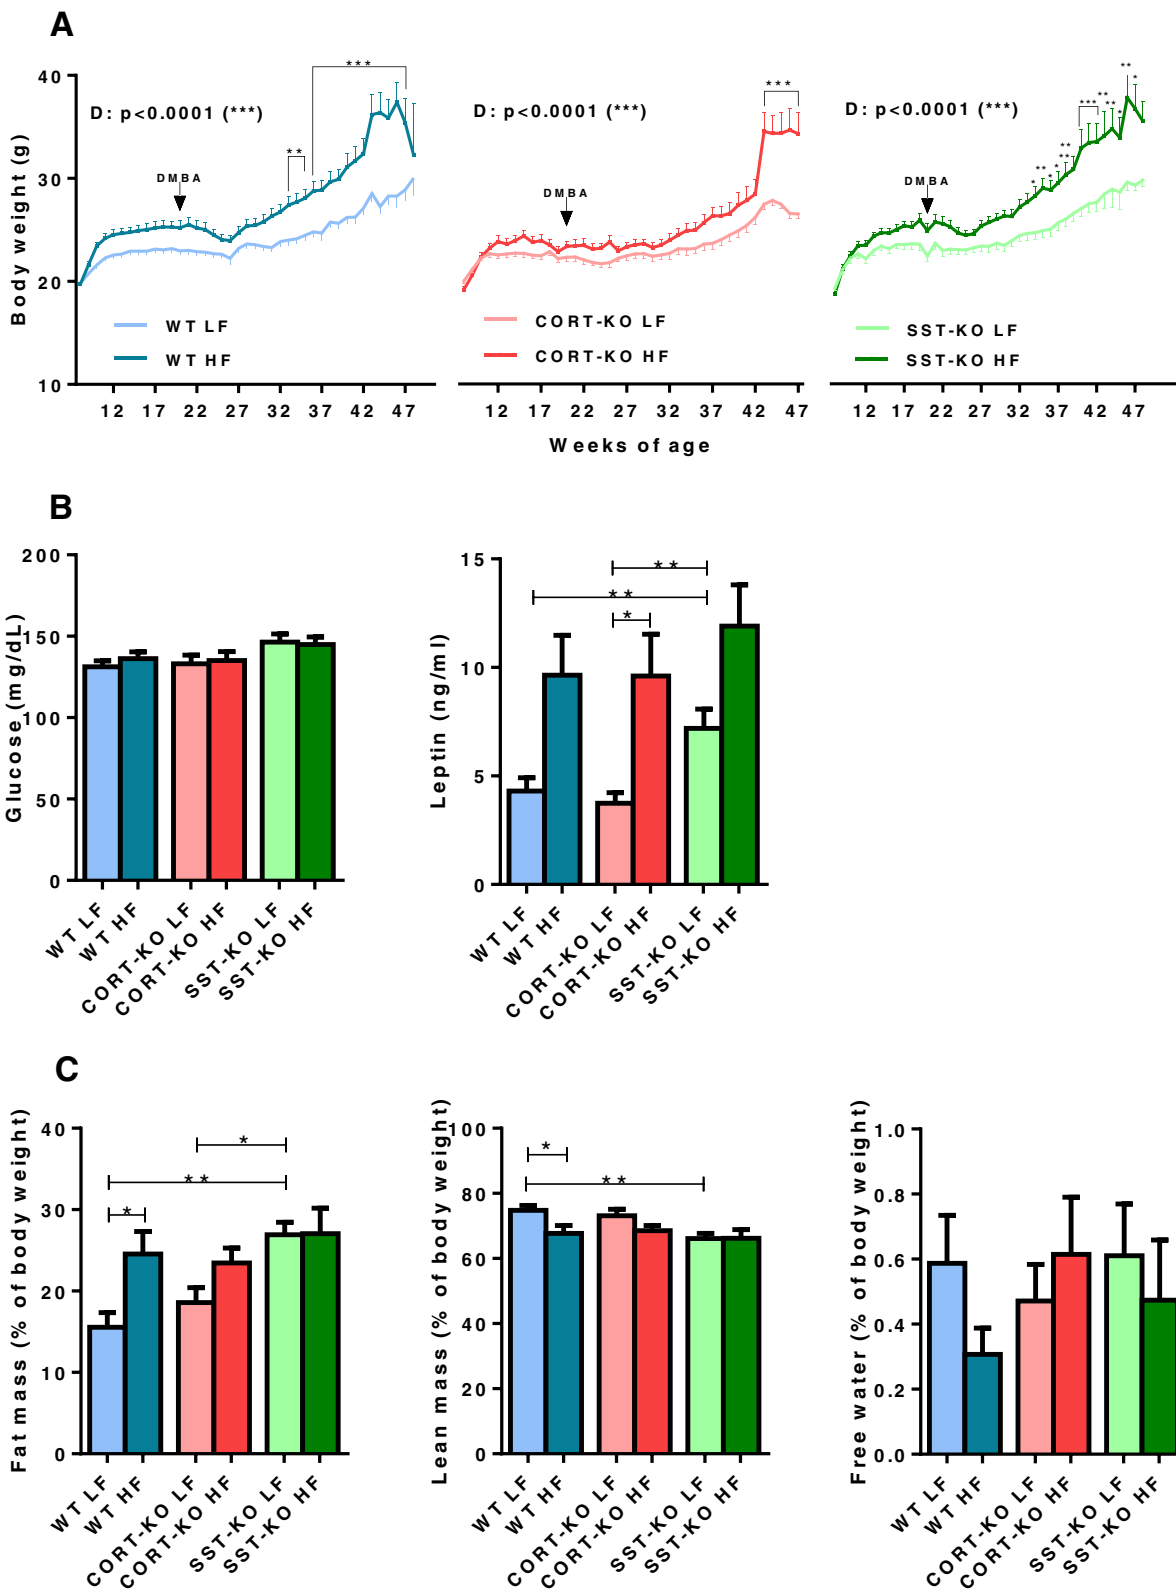 A
Body weight (g)
40
30
20
10
D: p<0.0001 (***)
***
**
DMBA
WT LF
WT HF
12 17 22 27 32 37 42 47
D: p<0.0001 (***)
***
DMBA
CORT-KO LF
CORT-KO HF
12 17 22 27 32 37 42 47
D: p<0.0001 (***)
DMBA
*
**
*
**
**
***
**
**
*
**
*
SST-KO LF
SST-KO HF
12 17 22 27 32 37 42 47
Weeks of age
B
Glucose (mg/dL)
200
150
100
50
0
WT LF
WT HF
CORT-KO LF
CORT-KO HF
SST-KO LF
SST-KO HF
Leptin (ng/ml)
15
10
5
0
**
**
*
WT LF
WT HF
CORT-KO LF
CORT-KO HF
SST-KO LF
SST-KO HF
C
Fat mass (% of body weight)
40
30
20
10
0
*
**
*
WT LF
WT HF
CORT-KO LF
CORT-KO HF
SST-KO LF
SST-KO HF
Lean mass (% of body weight)
100
80
60
40
20
0
*
**
WT LF
WT HF
CORT-KO LF
CORT-KO HF
SST-KO LF
SST-KO HF
Free water (% of body weight)
1.0
0.8
0.6
0.4
0.2
0.0
WT LF
WT HF
CORT-KO LF
CORT-KO HF
SST-KO LF
SST-KO HF